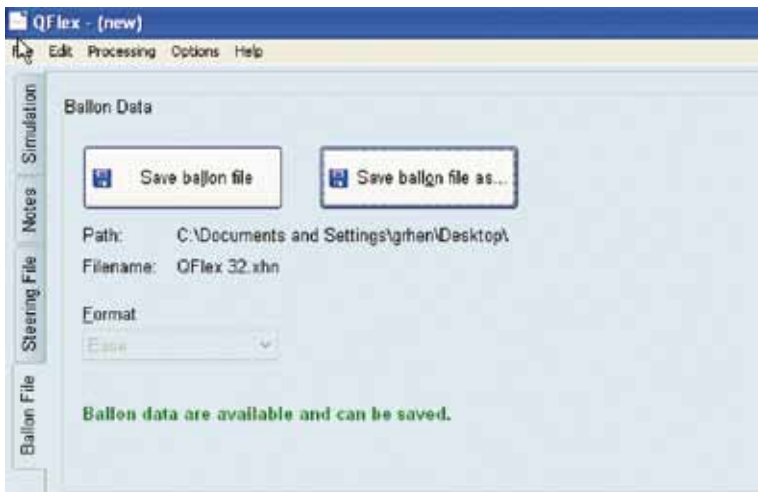 QFlex - (new)
Edit Processing Options Help
Simulation
Notes
Steering File
Ballon File
Ballon Data
Save ballon file
Save ballon file as...
Path: C:\Documents and Settings\grhen\Desktop\
Filename: QFlex 32.xhn
Format
Ease
Ballon data are available and can be saved.